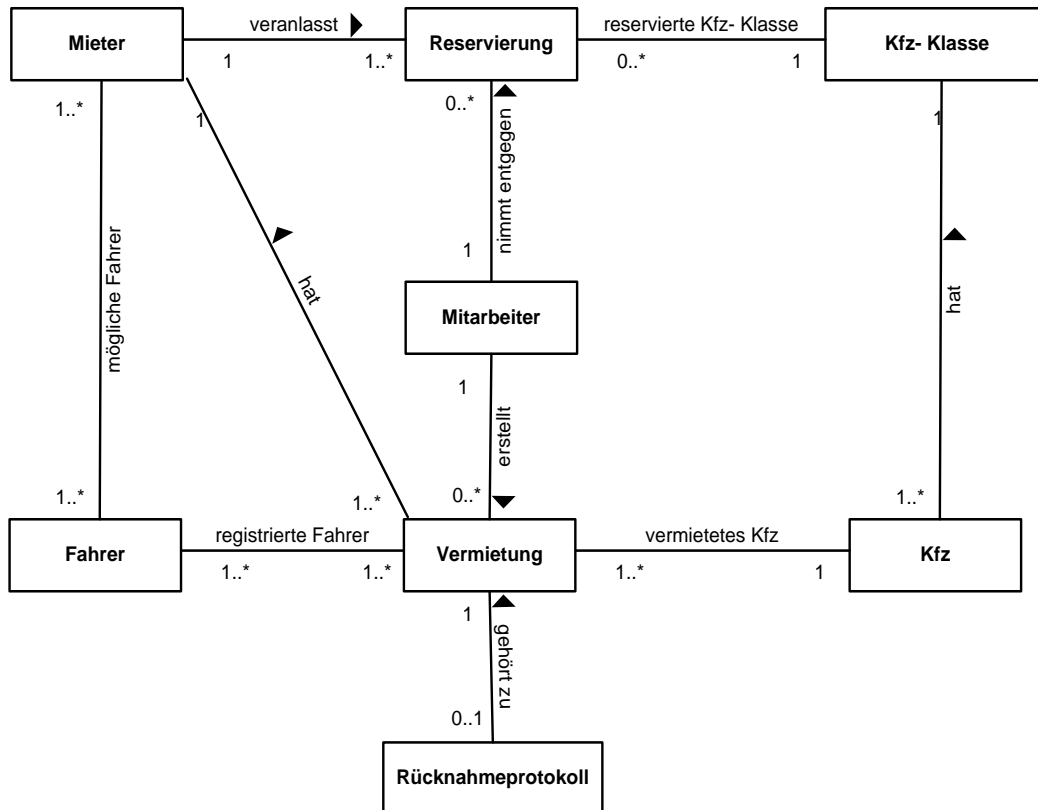 veranlasst
reservierte Kfz- Klasse
Mieter
Reservierung
Kfz- Klasse
1
1..*
0..*
1
1..*
1
0..*
1
nimmt entgegen
mögliche Fahrer
hat
hat
1
Mitarbeiter
1
erstellt
1..*
1..*
0..*
1..*
registrierte Fahrer
vermietetes Kfz
Fahrer
Vermietung
Kfz
1..*
1..*
1..*
1
1
gehört zu
0..1
Rücknahmeprotokoll